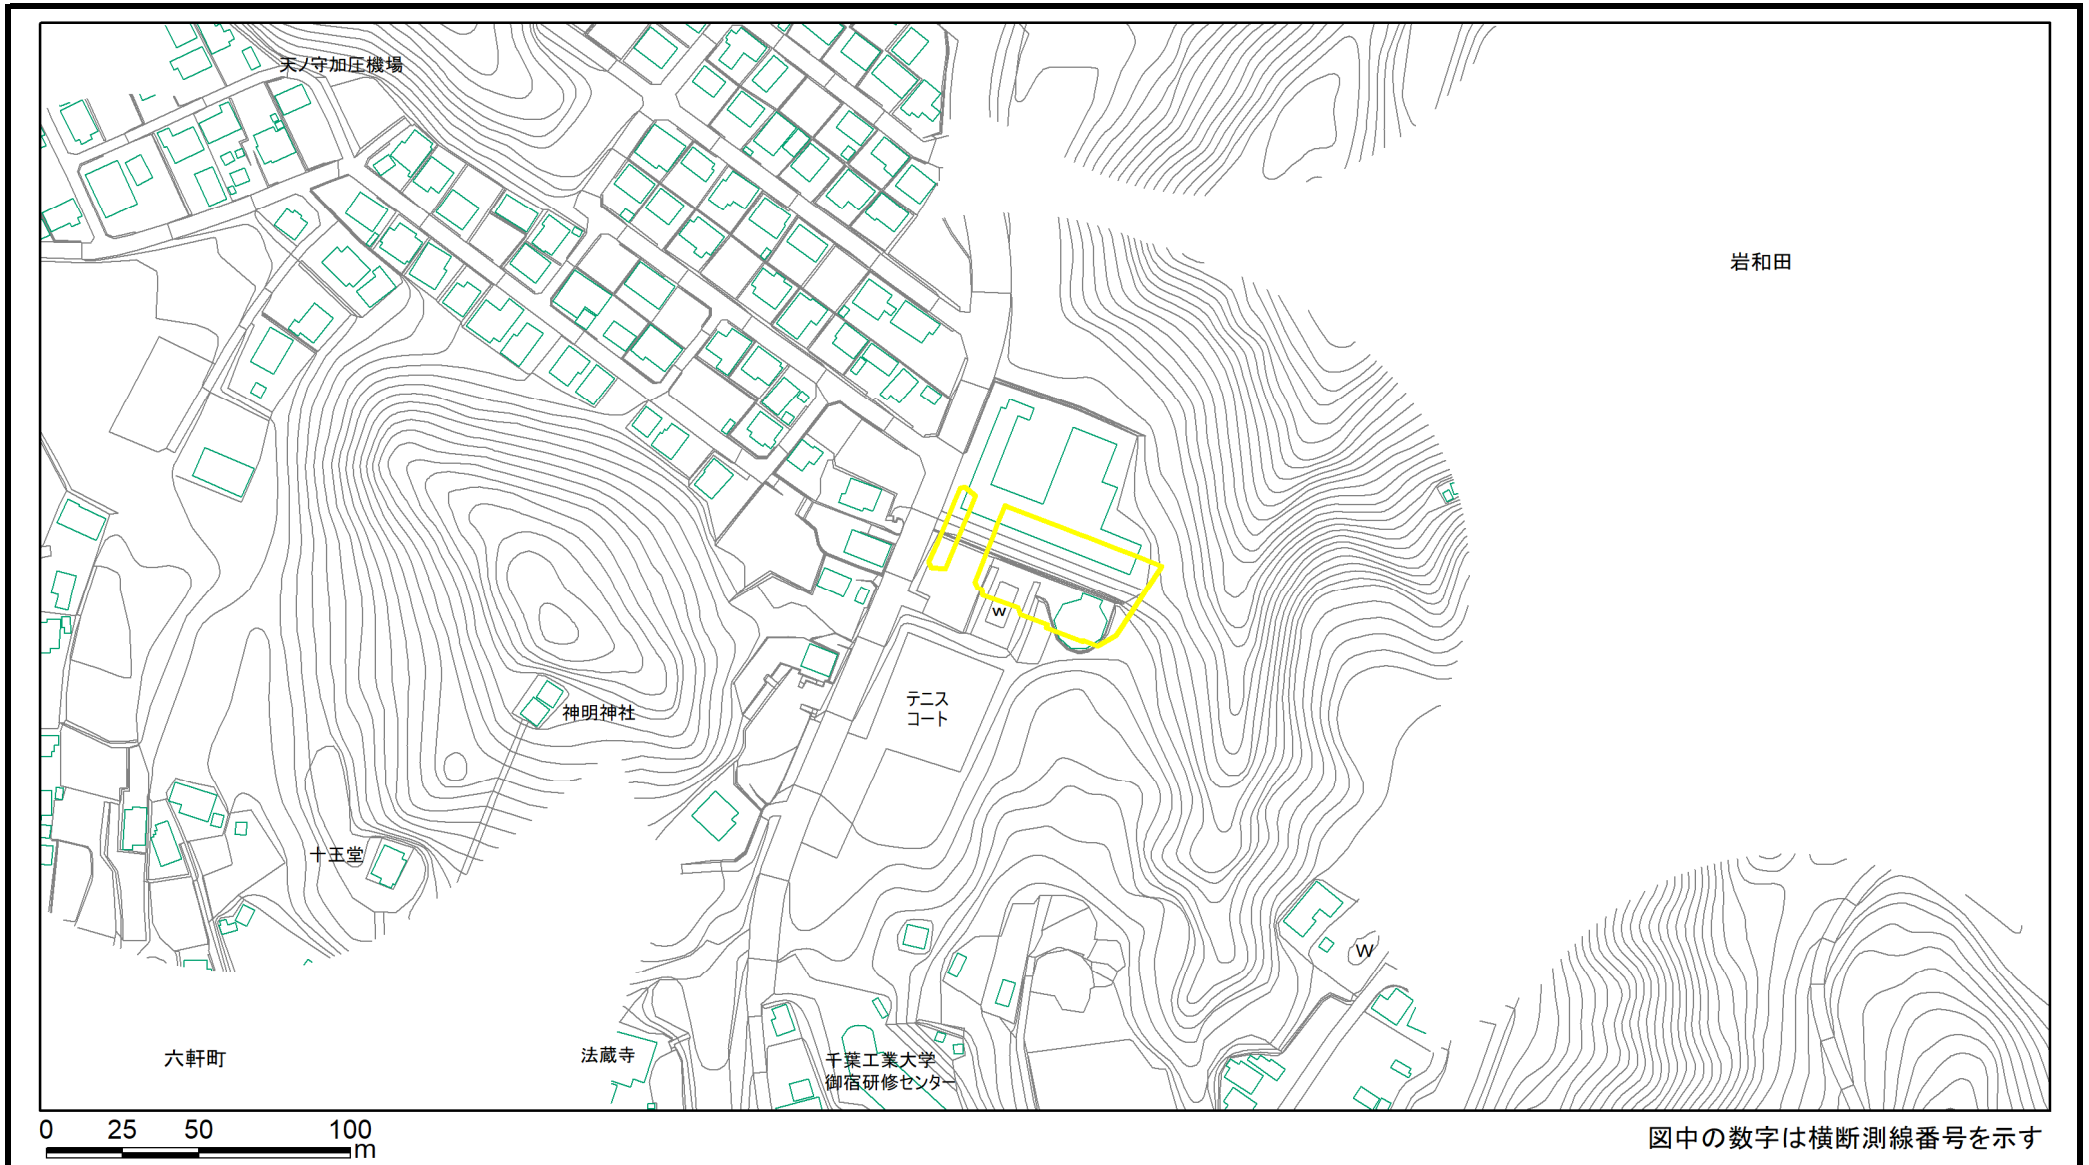 天ノ守加圧機場
岩和田
w
テニス
コート
神明神社
十王堂
W
六軒町
法蔵寺
千葉工業大学
御宿研修センター
0 25 50 100
m
図中の数字は横断測線番号を示す